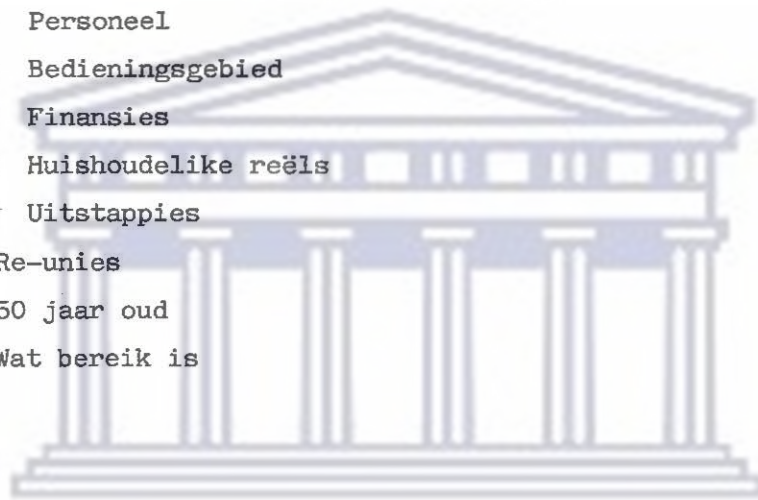 Personeel
Bedieningsgebied
Finansies
Huishoudelike reëls
Uitstappies
Re-unies
50 jaar oud
Wat bereik is